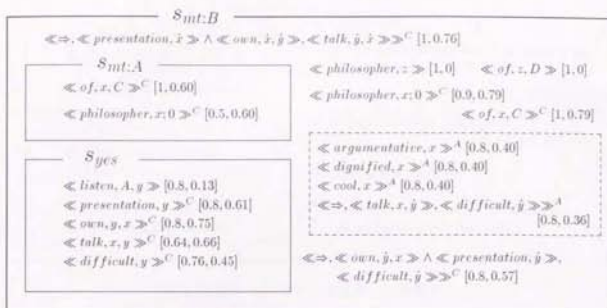 S_mt:B
≪⇒, ≪ presentation, ẋ ≫ ∧ ≪ own, ẋ, ẏ ≫, ≪ talk, ẏ, ẋ ≫≫^C [1, 0.76]
S_mt:A
≪ of, x, C ≫^C [1, 0.60]
≪ philosopher, x; 0 ≫^C [0.5, 0.60]
≪ philosopher, z ≫ [1, 0] ≪ of, z, D ≫ [1, 0]
≪ philosopher, x; 0 ≫^C [0.9, 0.79]
≪ of, x, C ≫^C [1, 0.79]
S_yes
≪ listen, A, y ≫ [0.8, 0.13]
≪ presentation, y ≫^C [0.8, 0.61]
≪ own, y, x ≫^C [0.8, 0.75]
≪ talk, x, y ≫^C [0.64, 0.66]
≪ difficult, y ≫^C [0.76, 0.45]
≪ argumentative, x ≫^A [0.8, 0.40]
≪ dignified, x ≫^A [0.8, 0.40]
≪ cool, x ≫^A [0.8, 0.40]
≪⇒, ≪ talk, x, ẏ ≫, ≪ difficult, ẏ ≫≫^A
[0.8, 0.36]
≪⇒, ≪ own, ẏ, x ≫ ∧ ≪ presentation, ẏ ≫,
≪ difficult, ẏ ≫≫^C [0.8, 0.57]